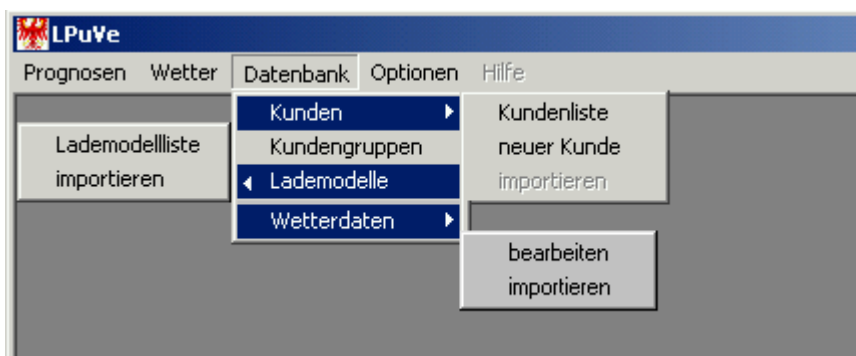 LPuVe
Prognosen Wetter Datenbank Optionen Hilfe
Kunden
Kundengruppen
Lademodelle
Wetterdaten
Lademodellliste
importieren
Kundenliste
neuer Kunde
importieren
bearbeiten
importieren